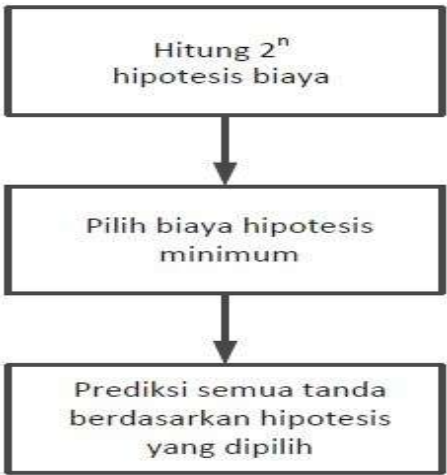 Hitung 2ⁿ
hipotesis biaya
Pilih biaya hipotesis
minimum
Prediksi semua tanda
berdasarkan hipotesis
yang dipilih